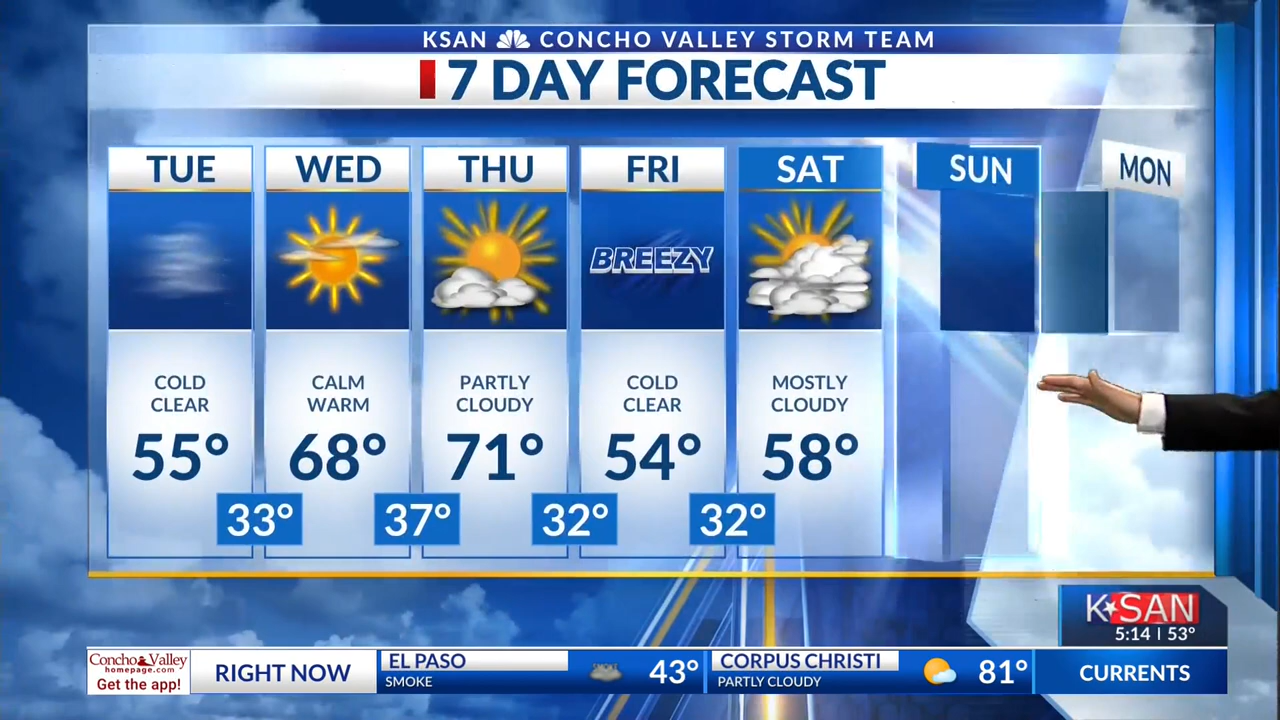 KSAN CONCHO VALLEY STORM TEAM
7 DAY FORECAST
TUE WED THU FRI SAT SUN MON
BREEZY
COLD CLEAR
CALM WARM
PARTLY CLOUDY
COLD CLEAR
MOSTLY CLOUDY
55° 68° 71° 54° 58°
33° 37° 32° 32°
KSAN
5:14 | 53°
Concho Valley
homepage.com
Get the app!
RIGHT NOW
EL PASO
SMOKE
43°
CORPUS CHRISTI
PARTLY CLOUDY
81°
CURRENTS